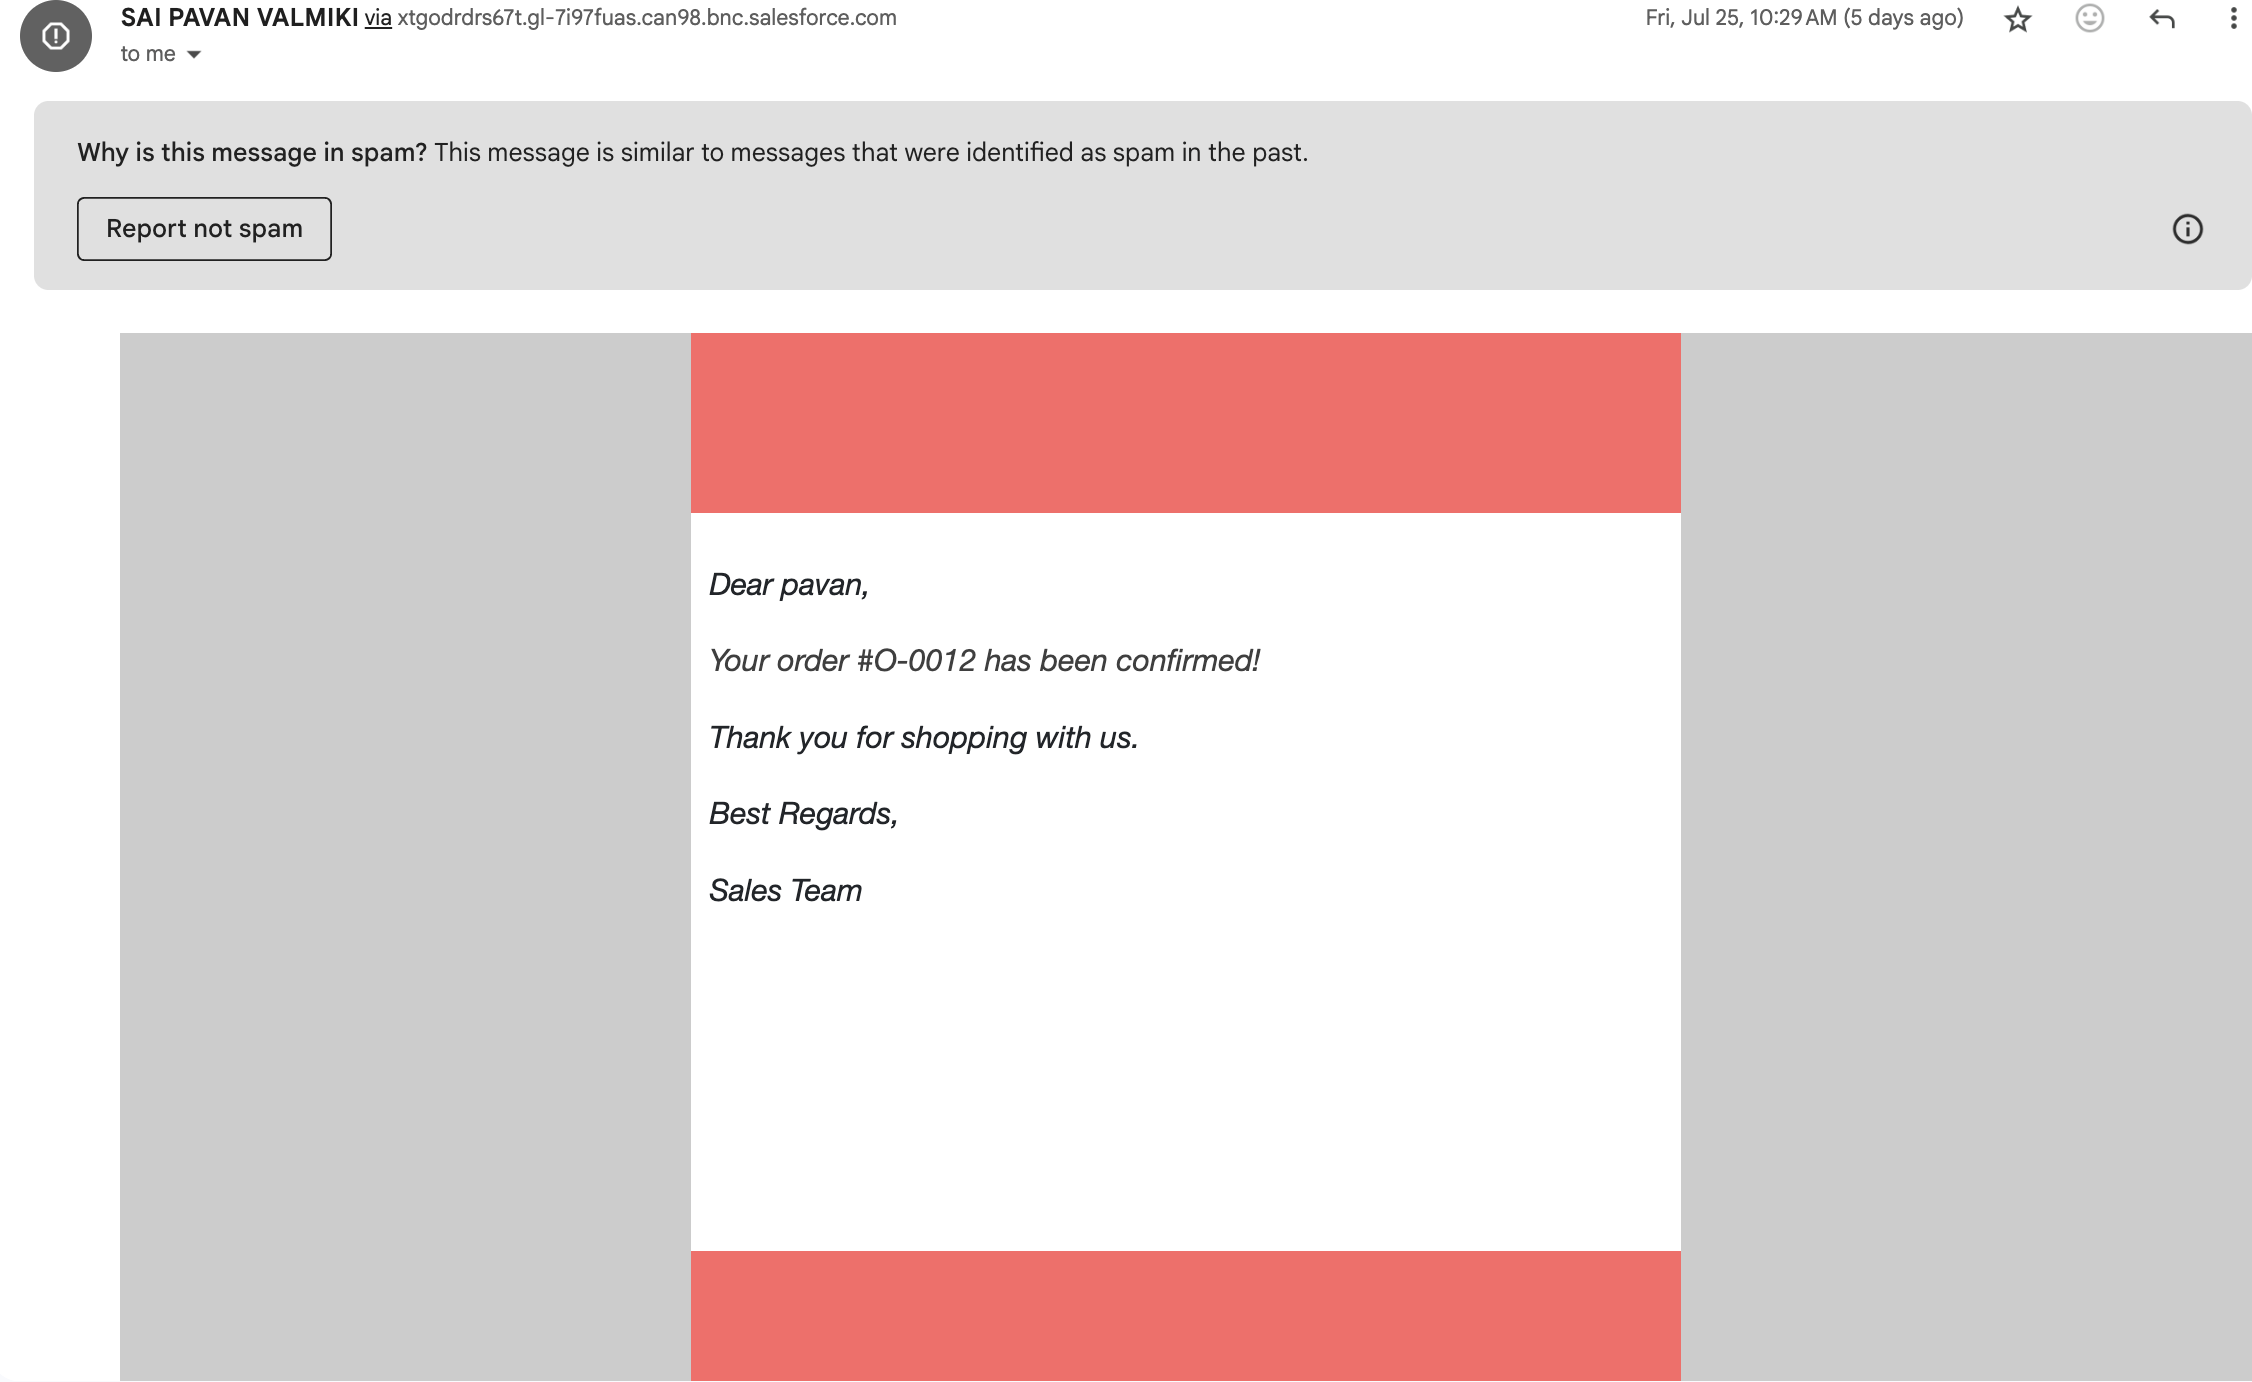 SAI PAVAN VALMIKI via xtgodrdrs67t.gl-7i97fuas.can98.bnc.salesforce.com
Fri, Jul 25, 10:29 AM (5 days ago)
to me
Why is this message in spam? This message is similar to messages that were identified as spam in the past.
Report not spam
Dear pavan,
Your order #O-0012 has been confirmed!
Thank you for shopping with us.
Best Regards,
Sales Team